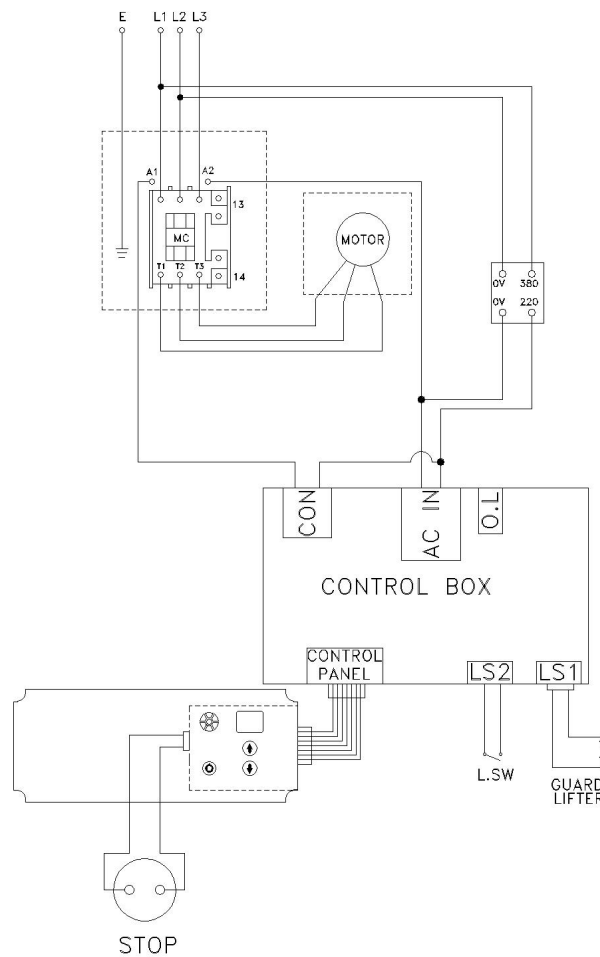 E L1 L2 L3
A1 A2
13
MC
MOTOR
T1 T2 T3
14
0V 380
0V 220
CON
AC IN
O.L
CONTROL BOX
CONTROL
PANEL
LS2
LS1
L.SW
GUARD
LIFTER
STOP